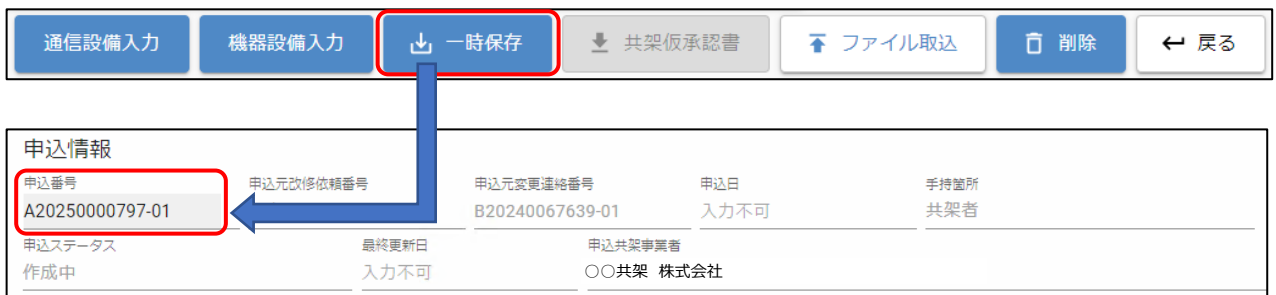 通信設備入力 機器設備入力 一時保存 共架仮承認書 ファイル取込 削除 戻る
申込情報
申込番号 申込元改修依頼番号 申込元変更連絡番号 申込日 手持箇所
A20250000797-01 B20240067639-01 入力不可 共架者
申込ステータス 最終更新日 申込共架事業者
作成中 入力不可 〇〇共架 株式会社